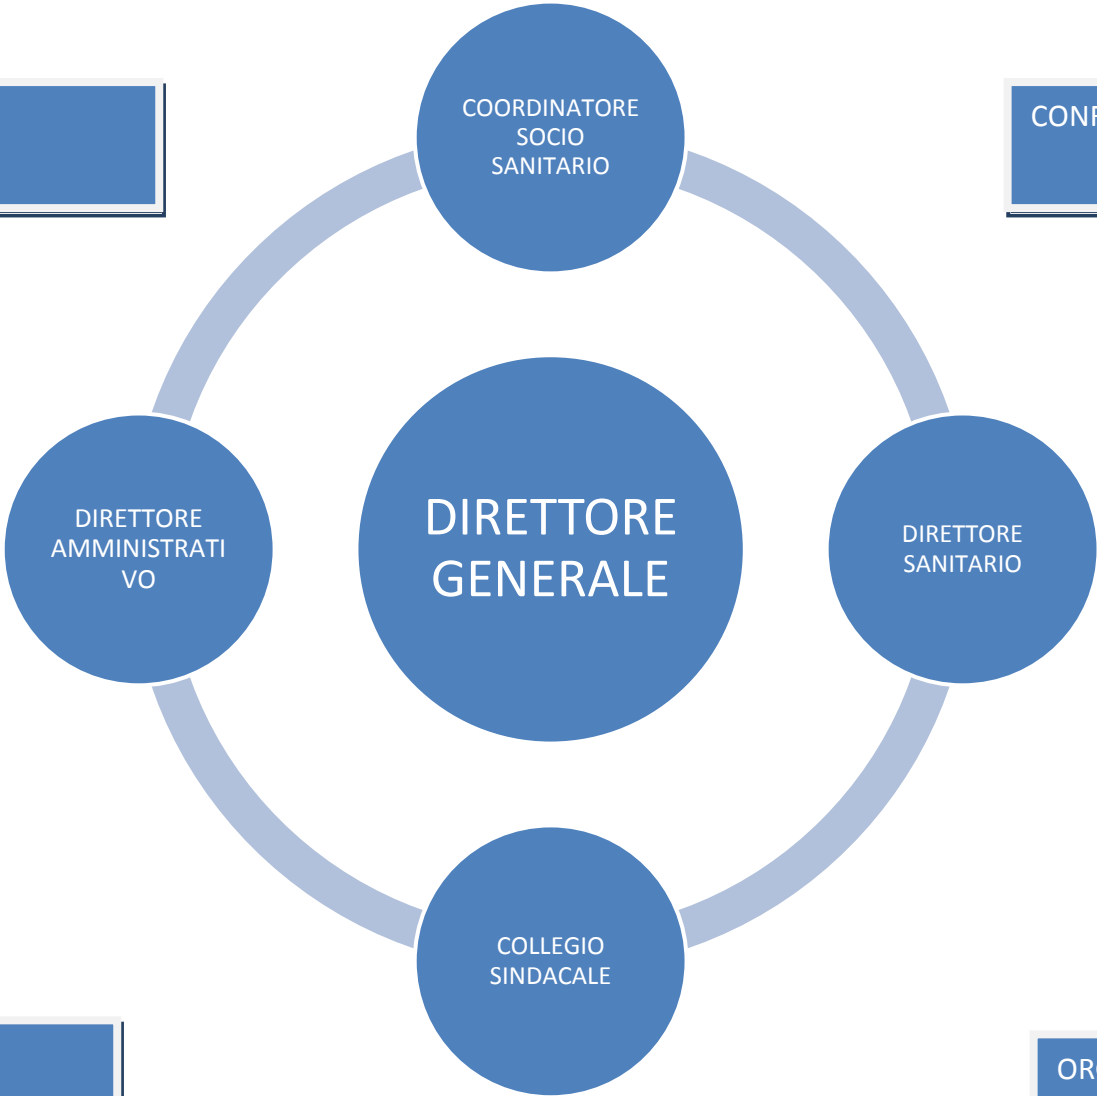 COORDINATORE
SOCIO
SANITARIO
DIRETTORE
AMMINISTRATI
VO
DIRETTORE
GENERALE
DIRETTORE
SANITARIO
COLLEGIO
SINDACALE